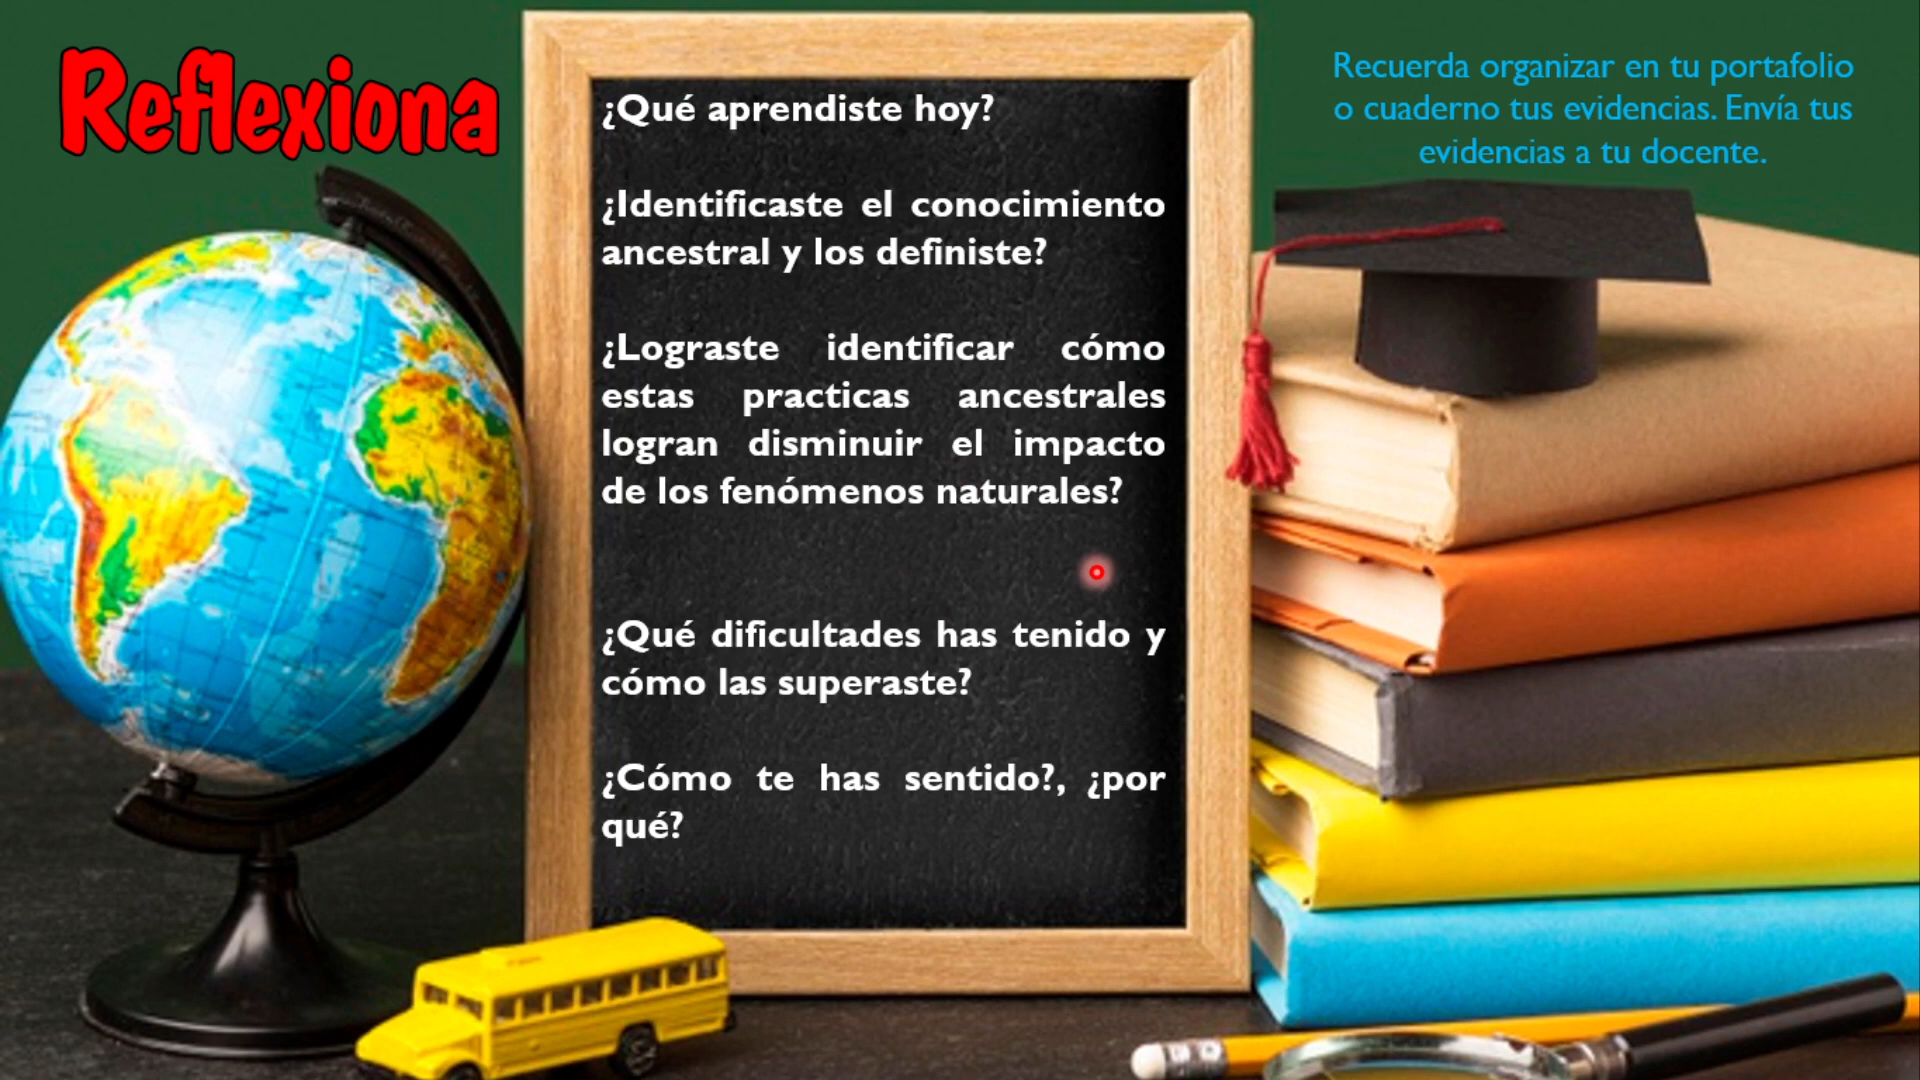 Reflexiona
¿Qué aprendiste hoy?
¿Identificaste el conocimiento
ancestral y los definiste?
¿Lograste identificar cómo
estas practicas ancestrales
logran disminuir el impacto
de los fenómenos naturales?
¿Qué dificultades has tenido y
cómo las superaste?
¿Cómo te has sentido?, ¿por
qué?
Recuerda organizar en tu portafolio
o cuaderno tus evidencias. Envía tus
evidencias a tu docente.